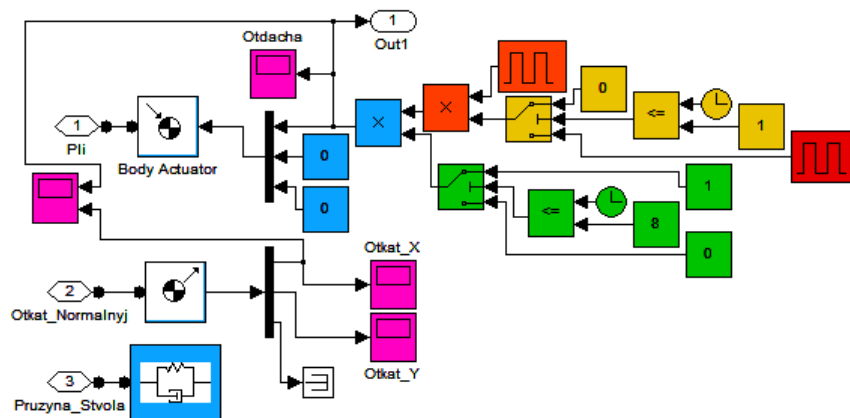 1
Out1
Otdacha
1
Pli
Body Actuator
×
×
0
<=
1
0
0
1
<=
8
0
2
Otkat_Normalnyj
Otkat_X
Otkat_Y
3
Pruzyna_Stvola